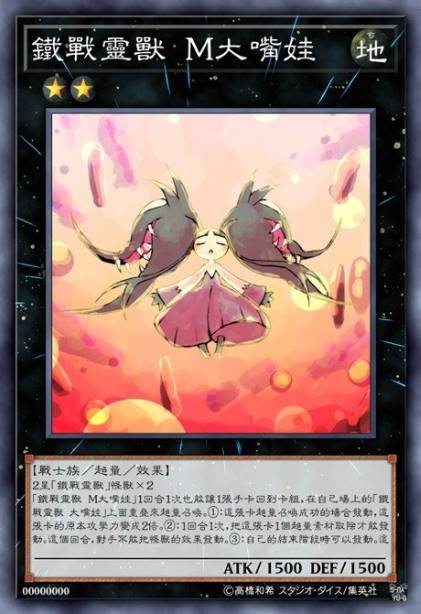 鐵戰靈獸 M大嘴娃
地
【戰士族／超量／效果】
2星「鐵戰靈獸」怪獸×2
「鐵戰靈獸 M大嘴娃」1回合1次也能讓1張手卡回到卡組，在自己場上的「鐵
戰靈獸 大嘴娃」上面重疊來超量召喚。①：這張卡超量召喚成功的場合發動。這
張卡的原本攻擊力變成2倍。②：1回合1次，把這張卡1個超量素材取除才能發
動。這個回合，對手不能把怪獸的效果發動。③：自己的結束階段時可以發動。這
ATK／1500 DEF／1500
00000000
©高橋和希 スタジオ・ダイス／集英社